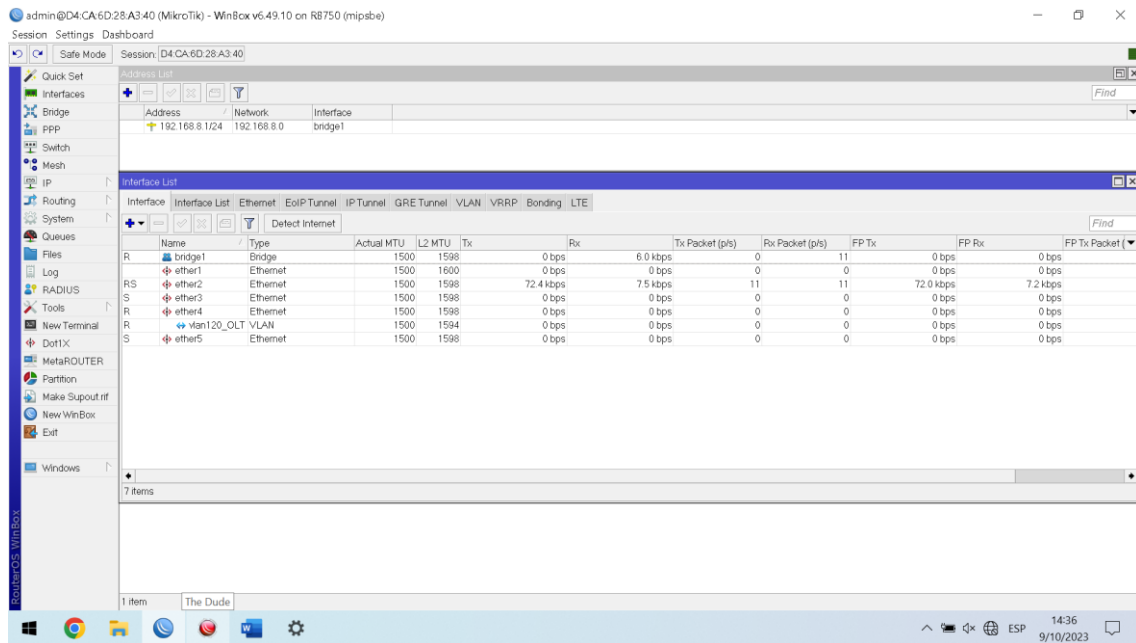 admin@D4:CA:6D:28:A3:40 (MikroTik) - WinBox v6.49.10 on RB750 (mipsbe)
Session Settings Dashboard
Safe Mode Session: D4:CA:6D:28:A3:40
Quick Set
Interfaces
Bridge
PPP
Switch
Mesh
IP
Routing
System
Queues
Files
Log
RADIUS
Tools
New Terminal
Dot1X
MetaROUTER
Partition
Make Supout.rif
New WinBox
Exit
Windows
RouterOS WinBox
Address List
Find
Address Network Interface
192.168.8.1/24 192.168.8.0 bridge1
Interface List
Interface Interface List Ethernet EoIP Tunnel IP Tunnel GRE Tunnel VLAN VRRP Bonding LTE
Detect Internet Find
Name Type Actual MTU L2 MTU Tx Rx Tx Packet (p/s) Rx Packet (p/s) FP Tx FP Rx FP Tx Packet (
R bridge1 Bridge 1500 1598 0 bps 6.0 kbps 0 11 0 bps 0 bps
ether1 Ethernet 1500 1600 0 bps 0 bps 0 0 0 bps 0 bps
RS ether2 Ethernet 1500 1598 72.4 kbps 7.5 kbps 11 11 72.0 kbps 7.2 kbps
S ether3 Ethernet 1500 1598 0 bps 0 bps 0 0 0 bps 0 bps
R ether4 Ethernet 1500 1598 0 bps 0 bps 0 0 0 bps 0 bps
R vlan120_OLT VLAN 1500 1594 0 bps 0 bps 0 0 0 bps 0 bps
S ether5 Ethernet 1500 1598 0 bps 0 bps 0 0 0 bps 0 bps
7 items
1 item
The Dude
ESP
14:36
9/10/2023